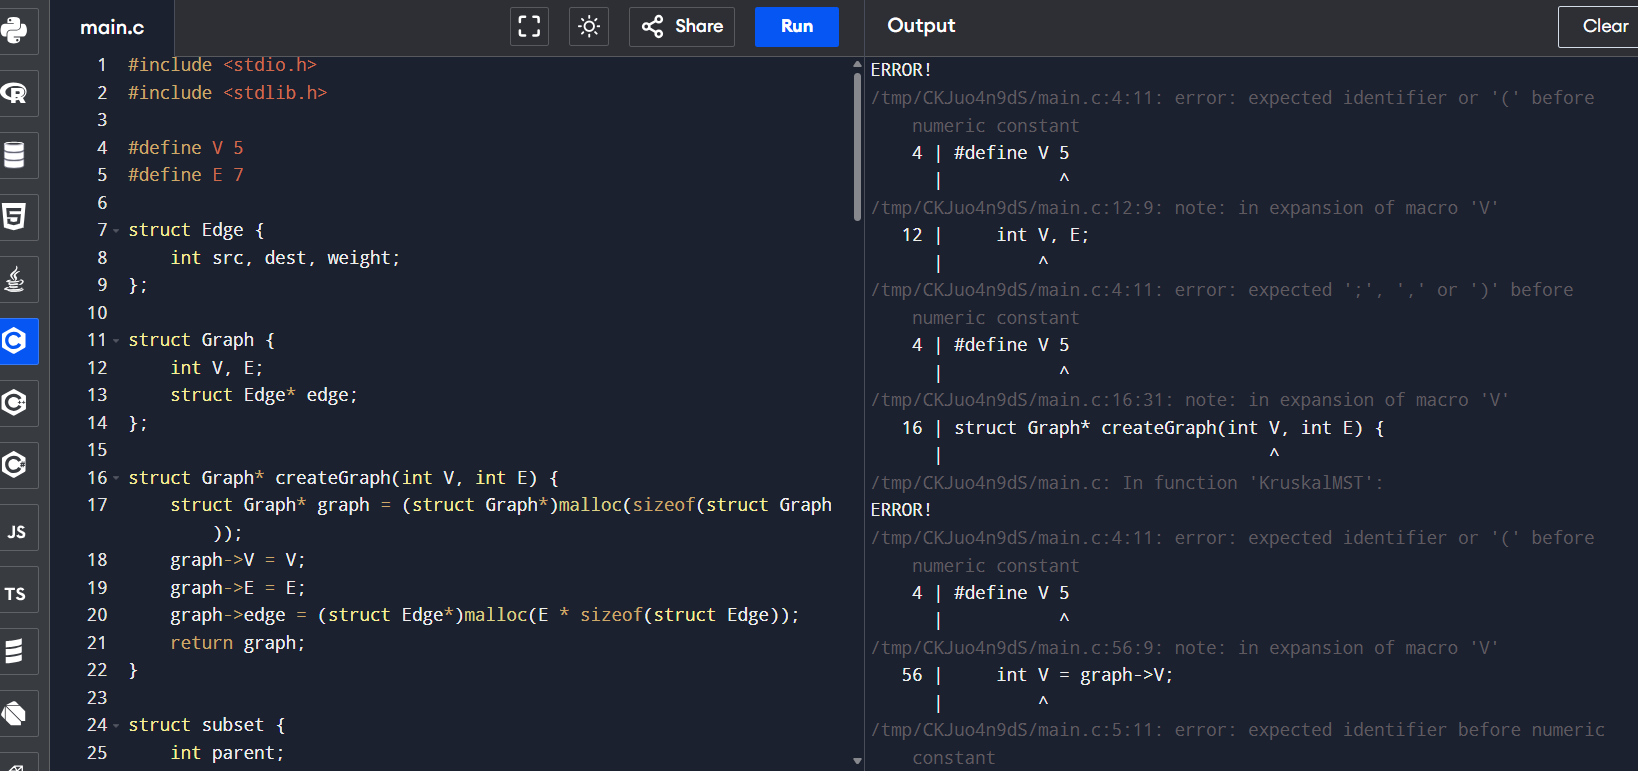 main.c
Share
Run
Output
Clear
JS
TS
1 #include <stdio.h>
2 #include <stdlib.h>
3
4 #define V 5
5 #define E 7
6
7 struct Edge {
8     int src, dest, weight;
9 };
10
11 struct Graph {
12     int V, E;
13     struct Edge* edge;
14 };
15
16 struct Graph* createGraph(int V, int E) {
17     struct Graph* graph = (struct Graph*)malloc(sizeof(struct Graph
));
18     graph->V = V;
19     graph->E = E;
20     graph->edge = (struct Edge*)malloc(E * sizeof(struct Edge));
21     return graph;
22 }
23
24 struct subset {
25     int parent;
ERROR!
/tmp/CKJuo4n9dS/main.c:4:11: error: expected identifier or '(' before
numeric constant
4 | #define V 5
|           ^
/tmp/CKJuo4n9dS/main.c:12:9: note: in expansion of macro 'V'
12 |     int V, E;
|         ^
/tmp/CKJuo4n9dS/main.c:4:11: error: expected ';', ',' or ')' before
numeric constant
4 | #define V 5
|           ^
/tmp/CKJuo4n9dS/main.c:16:31: note: in expansion of macro 'V'
16 | struct Graph* createGraph(int V, int E) {
|                               ^
/tmp/CKJuo4n9dS/main.c: In function 'KruskalMST':
ERROR!
/tmp/CKJuo4n9dS/main.c:4:11: error: expected identifier or '(' before
numeric constant
4 | #define V 5
|           ^
/tmp/CKJuo4n9dS/main.c:56:9: note: in expansion of macro 'V'
56 |     int V = graph->V;
|         ^
/tmp/CKJuo4n9dS/main.c:5:11: error: expected identifier before numeric
constant